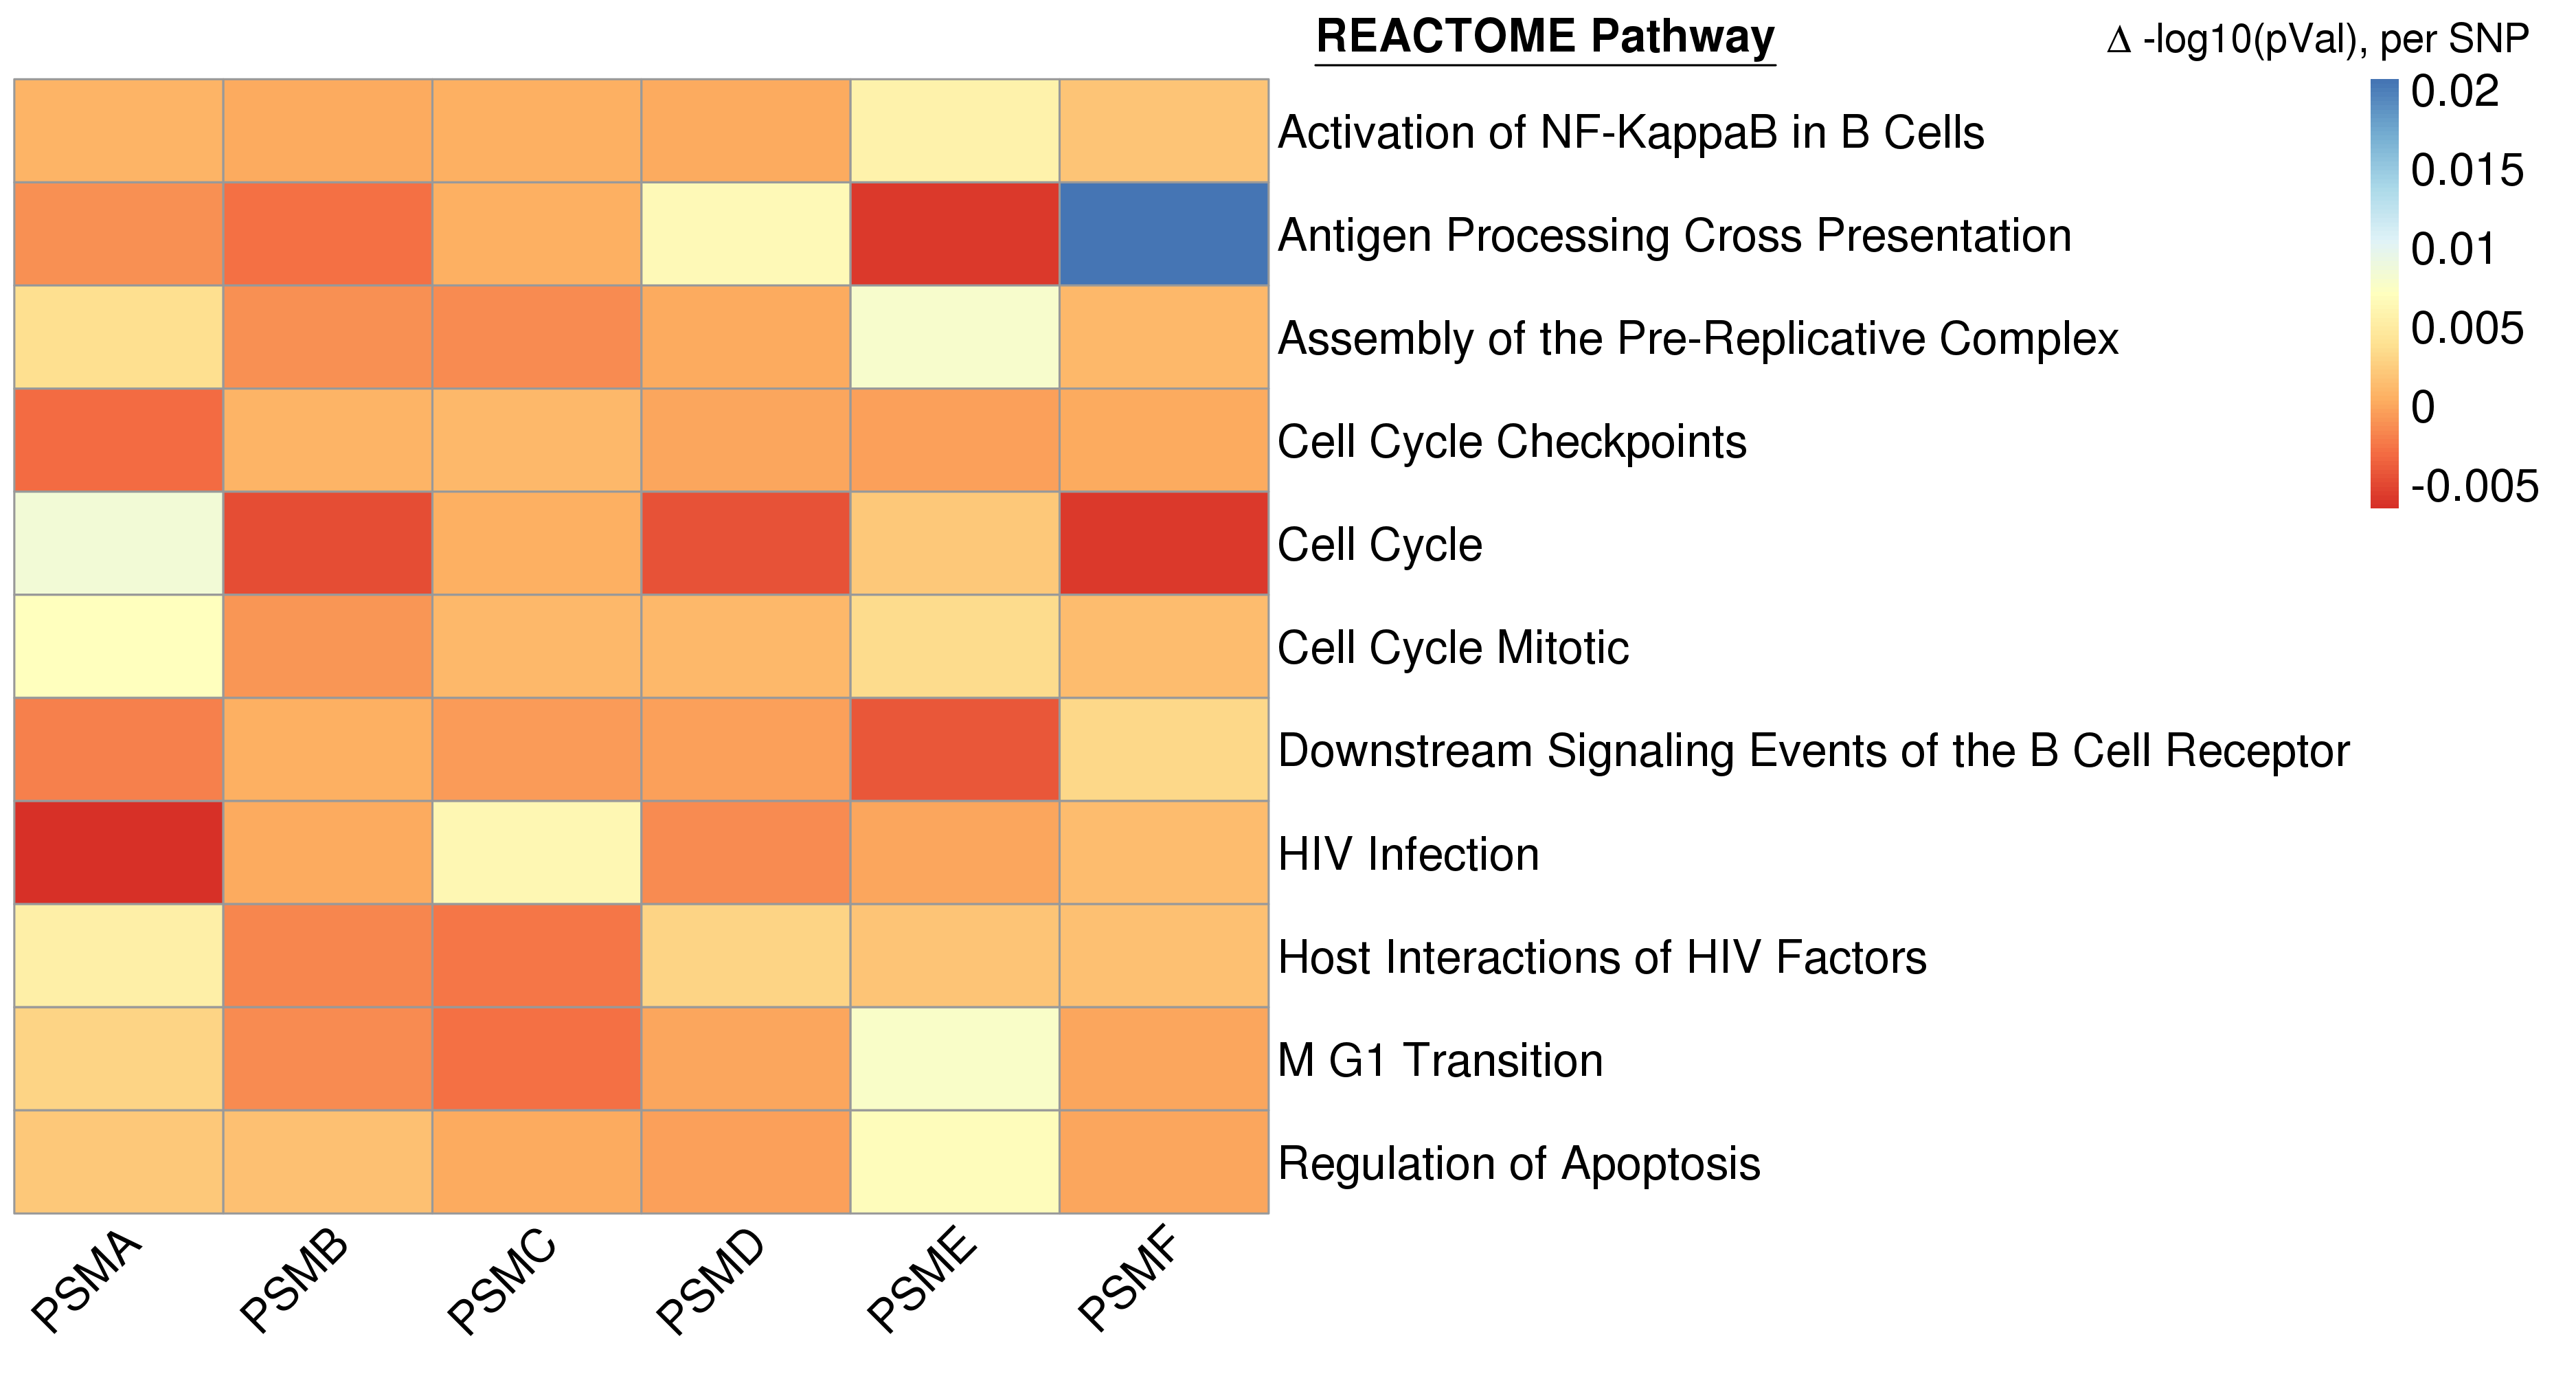 REACTOME Pathway
Δ -log10(pVal), per SNP
0.02
0.015
0.01
0.005
0
-0.005
Activation of NF-KappaB in B Cells
Antigen Processing Cross Presentation
Assembly of the Pre-Replicative Complex
Cell Cycle Checkpoints
Cell Cycle
Cell Cycle Mitotic
Downstream Signaling Events of the B Cell Receptor
HIV Infection
Host Interactions of HIV Factors
M G1 Transition
Regulation of Apoptosis
PSMA
PSMB
PSMC
PSMD
PSME
PSMF